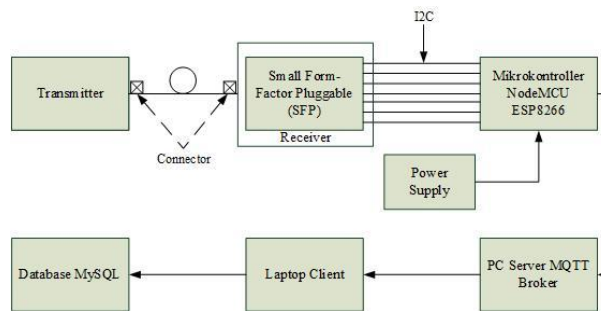 I2C
Transmitter
Small Form-
Factor Pluggable
(SFP)
Receiver
Mikrokontroller
NodeMCU
ESP8266
Connector
Power
Supply
Database MySQL
Laptop Client
PC Server MQTT
Broker